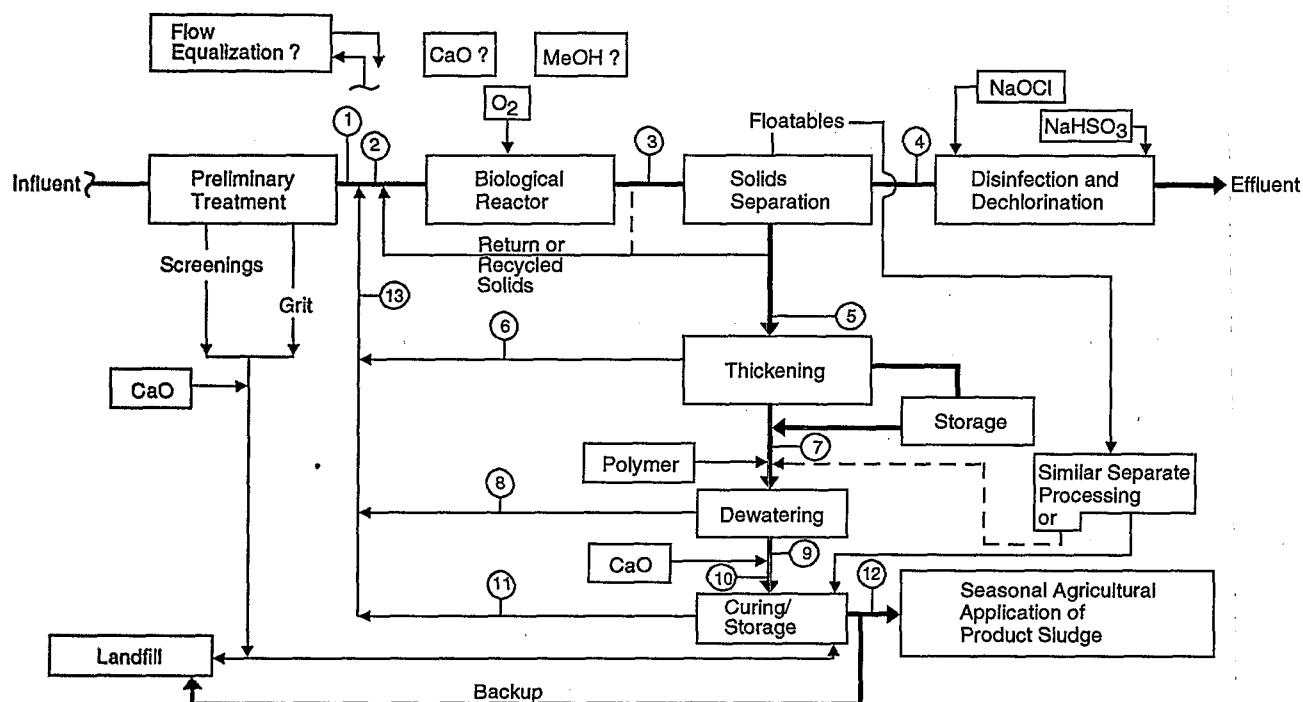 Flow
Equalization ?
CaO ?
MeOH ?
O2
NaOCl
NaHSO3
Floatables
1
2
3
4
Influent
Preliminary
Treatment
Biological
Reactor
Solids
Separation
Disinfection and
Dechlorination
Effluent
Screenings
Grit
Return or
Recycled
Solids
13
5
6
CaO
Thickening
Storage
7
Polymer
Similar Separate
Processing
or
8
Dewatering
9
CaO
10
11
12
Curing/
Storage
Seasonal Agricultural
Application of
Product Sludge
Landfill
Backup